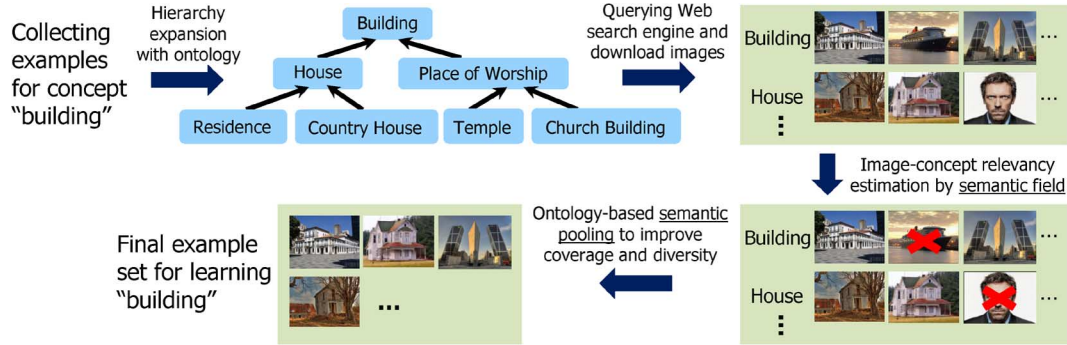 Collecting
examples
for concept
“building”
Hierarchy
expansion
with ontology
Building
House
Place of Worship
Residence
Country House
Temple
Church Building
Querying Web
search engine and
download images
Building
...
House
...
Image-concept relevancy
estimation by semantic field
Building
...
House
...
Ontology-based semantic
pooling to improve
coverage and diversity
Final example
set for learning
“building”
...